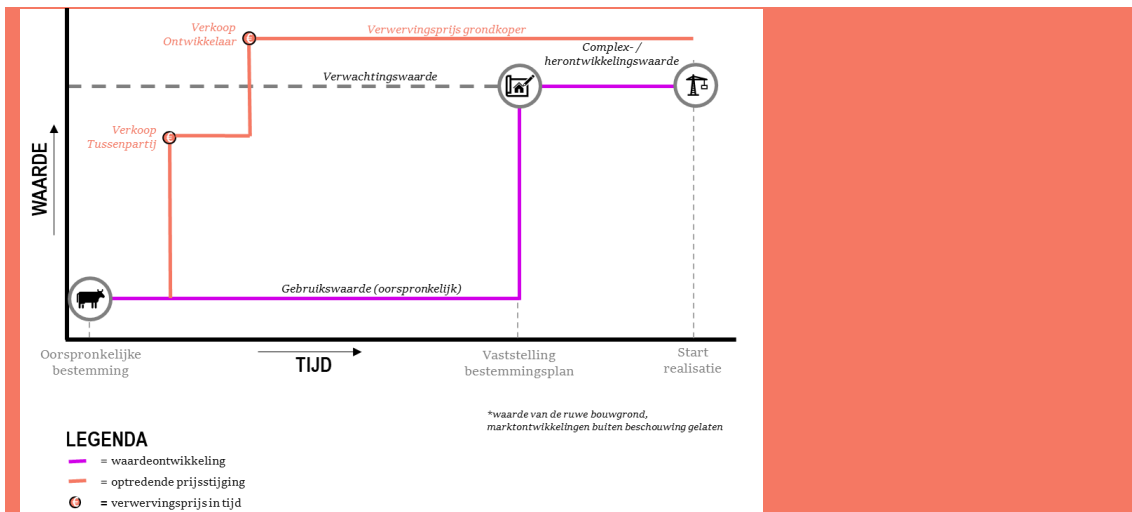 Verkoop
Ontwikkelaar
Verwervingsprijs grondkoper
Complex- /
herontwikkelingswaarde
Verwachtingswaarde
Verkoop
Tussenpartij
WAARDE
Gebruikswaarde (oorspronkelijk)
Oorspronkelijke
bestemming
TIJD
Vaststelling
bestemmingsplan
Start
realisatie
*waarde van de ruwe bouwgrond,
marktontwikkelingen buiten beschouwing gelaten
LEGENDA
= waardeontwikkeling
= optredende prijsstijging
€ = verwervingsprijs in tijd